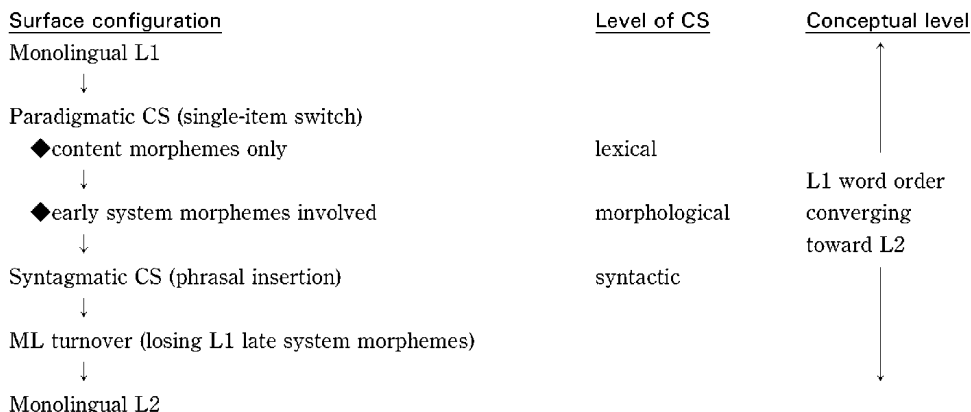 Surface configuration Level of CS Conceptual level
Monolingual L1
↓
Paradigmatic CS (single-item switch)
◆content morphemes only lexical
↓
L1 word order
◆early system morphemes involved morphological converging
↓ toward L2
Syntagmatic CS (phrasal insertion) syntactic
↓
ML turnover (losing L1 late system morphemes)
↓
Monolingual L2